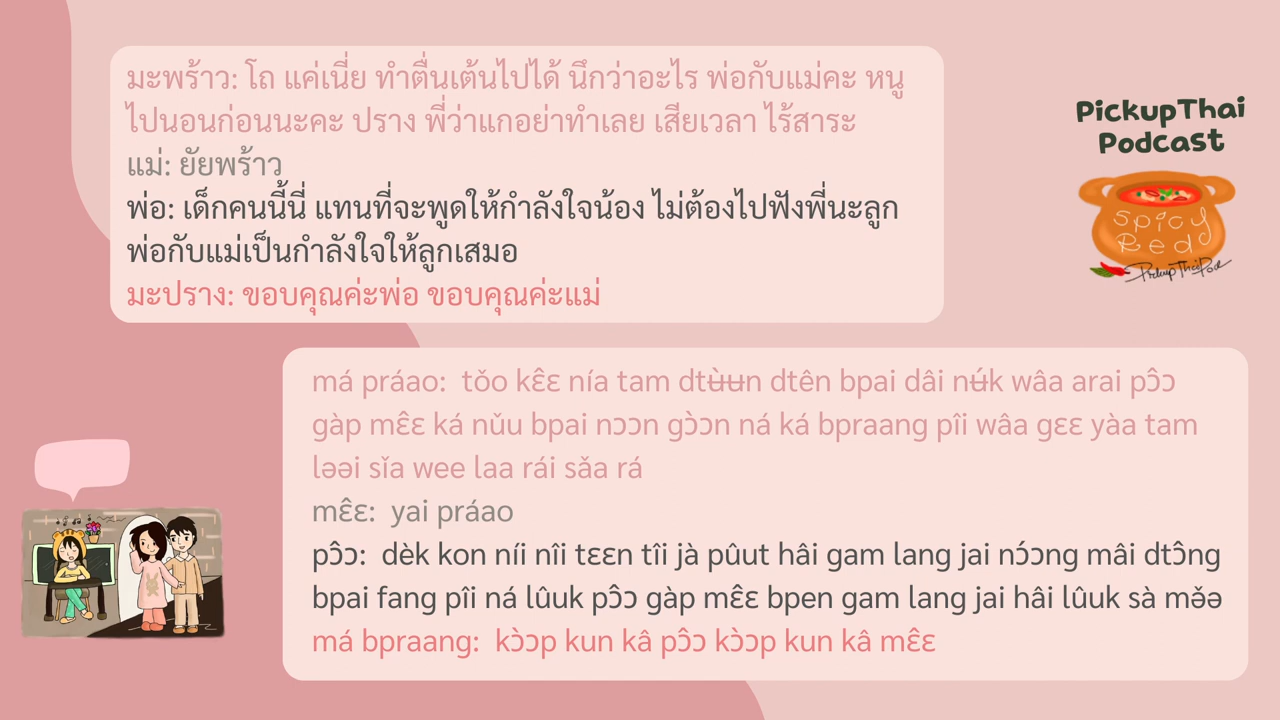 มะพร้าว: โถ แค่เนี่ย ทำตื่นเต้นไปได้ นึกว่าอะไร พ่อกับแม่คะ หนู
ไปนอนก่อนนะคะ ปราง พี่ว่าแกอย่าทำเลย เสียเวลา ไร้สาระ
แม่: ยัยพร้าว
พ่อ: เด็กคนนี้นี่ แทนที่จะพูดให้กำลังใจน้อง ไม่ต้องไปฟังพี่นะลูก
พ่อกับแม่เป็นกำลังใจให้ลูกเสมอ
มะปราง: ขอบคุณค่ะพ่อ ขอบคุณค่ะแม่
PickupThai
Podcast
Spicy
Red
PickupThaiPod
má práao: tǒo kɛ̂ɛ nía tam dtʉ̀ʉn dtên bpai dâi nʉ́k wâa arai pɔ̂ɔ
gàp mɛ̂ɛ ká nǔu bpai nɔɔn gɔ̀ɔn ná ká bpraang pîi wâa gɛɛ yàa tam
ləəi sǐa wee laa rái sǎa rá
mɛ̂ɛ: yai práao
pɔ̂ɔ: dèk kon níi nîi tɛɛn tîi jà pûut hâi gam lang jai nɔ́ɔng mâi dtɔ̂ng
bpai fang pîi ná lûuk pɔ̂ɔ gàp mɛ̂ɛ bpen gam lang jai hâi lûuk sà mə̌ə
má bpraang: kɔ̀ɔp kun kâ pɔ̂ɔ kɔ̀ɔp kun kâ mɛ̂ɛ